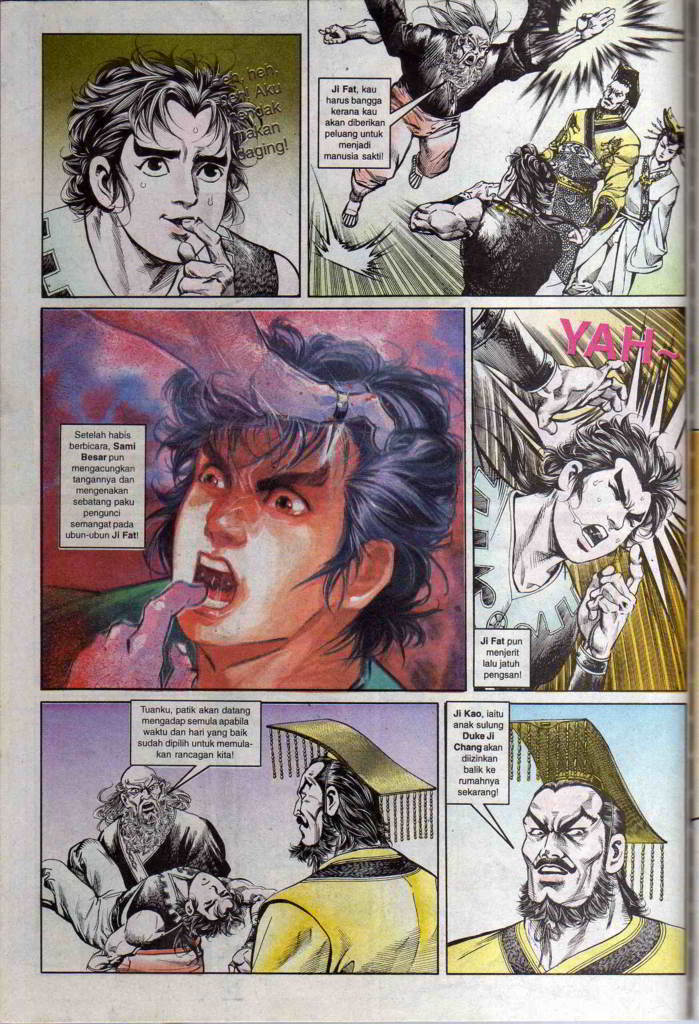 Heh, heh,
heh! Aku
hendak
makan
daging!
Ji Fat, kau
harus bangga
kerana kau
akan diberikan
peluang untuk
menjadi
manusia sakti!
Setelah habis
berbicara, Sami
Besar pun
mengacungkan
tangannya dan
mengenakan
sebatang paku
pengunci
semangat pada
ubun-ubun Ji Fat!
YAH~
Ji Fat pun
menjerit
lalu jatuh
pengsan!
Tuanku, patik akan datang
mengadap semula apabila
waktu dan hari yang baik
sudah dipilih untuk memula-
kan rancagan kita!
Ji Kao, iaitu
anak sulung
Duke Ji
Chang akan
diizinkan
balik ke
rumahnya
sekarang!